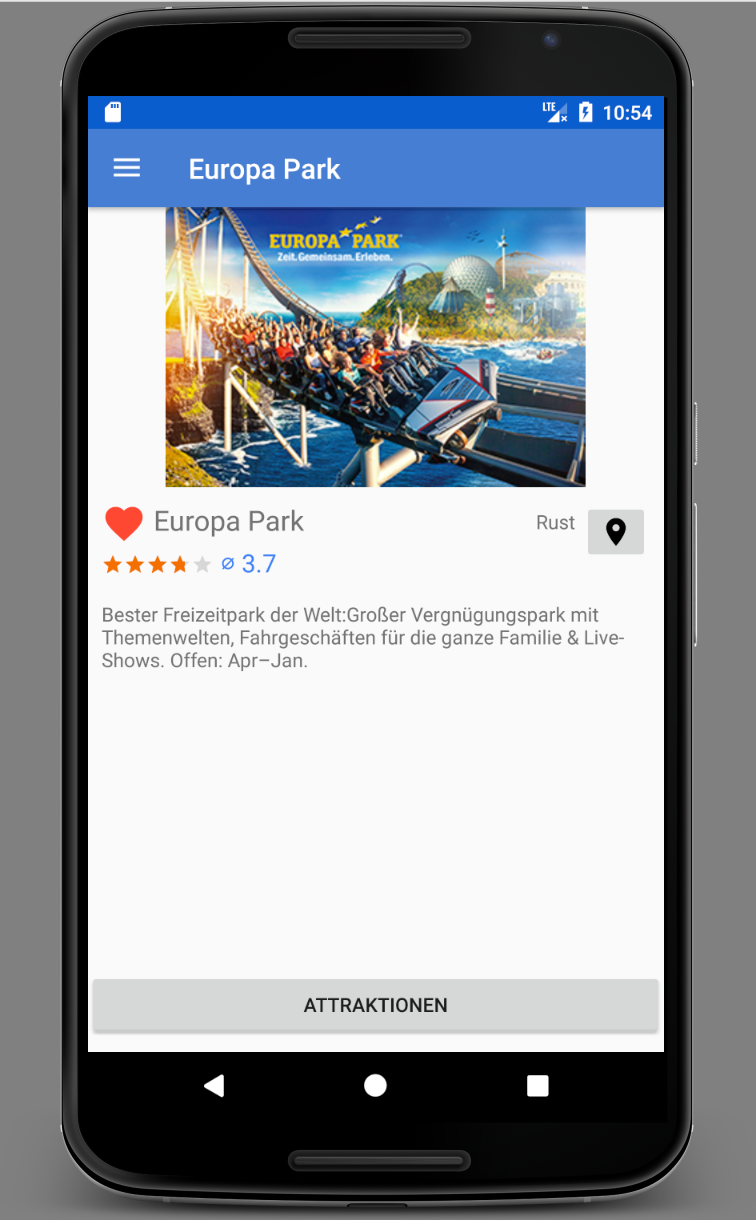 LTE 10:54
Europa Park
EUROPA PARK
Zeit. Gemeinsam. Erleben.
Europa Park
Rust
∅ 3.7
Bester Freizeitpark der Welt:Großer Vergnügungspark mit
Themenwelten, Fahrgeschäften für die ganze Familie & Live-
Shows. Offen: Apr–Jan.
ATTRAKTIONEN